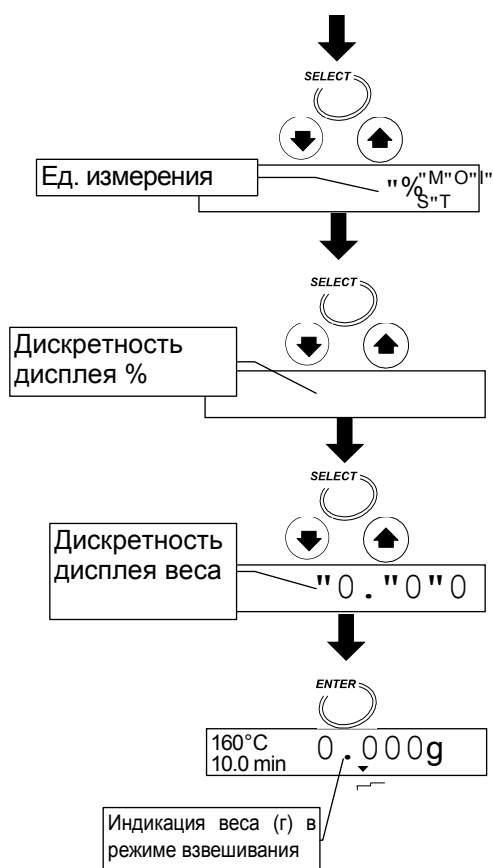 SELECT
Ед. измерения
"%"M"O"I"
S"T
SELECT
Дискретность
дисплея %
SELECT
Дискретность
дисплея веса
"0."0"0
ENTER
160°C
10.0 min
0.000g
Индикация веса (г) в
режиме взвешивания